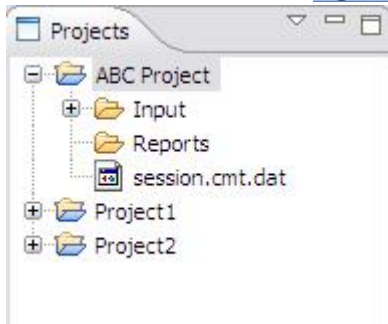 Projects
ABC Project
Input
Reports
session.cmt.dat
Project1
Project2